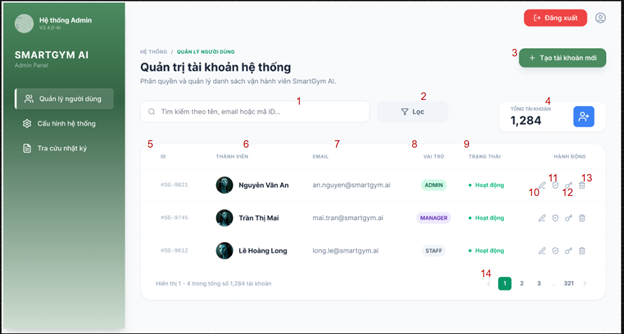 Hệ thống Admin
V2.4.0-AI
SMARTGYM AI
Admin Panel
Quản lý người dùng
Cấu hình hệ thống
Tra cứu nhật ký
Đăng xuất
HỆ THỐNG / QUẢN LÝ NGƯỜI DÙNG
Quản trị tài khoản hệ thống
Phân quyền và quản lý danh sách vận hành viên SmartGym AI.
3
+ Tạo tài khoản mới
1
Tìm kiếm theo tên, email hoặc mã ID...
2
Lọc
4
TỔNG TÀI KHOẢN
1,284
5 6 7 8 9
ID THÀNH VIÊN EMAIL VAI TRÒ TRẠNG THÁI HÀNH ĐỘNG
#SG-9821 Nguyễn Văn An an.nguyen@smartgym.ai ADMIN Hoạt động
10 11 12 13
#SG-9745 Trần Thị Mai mai.tran@smartgym.ai MANAGER Hoạt động
#SG-9612 Lê Hoàng Long long.le@smartgym.ai STAFF Hoạt động
14
Hiển thị 1 - 4 trong tổng số 1,284 tài khoản
‹ 1 2 3 ... 321 ›